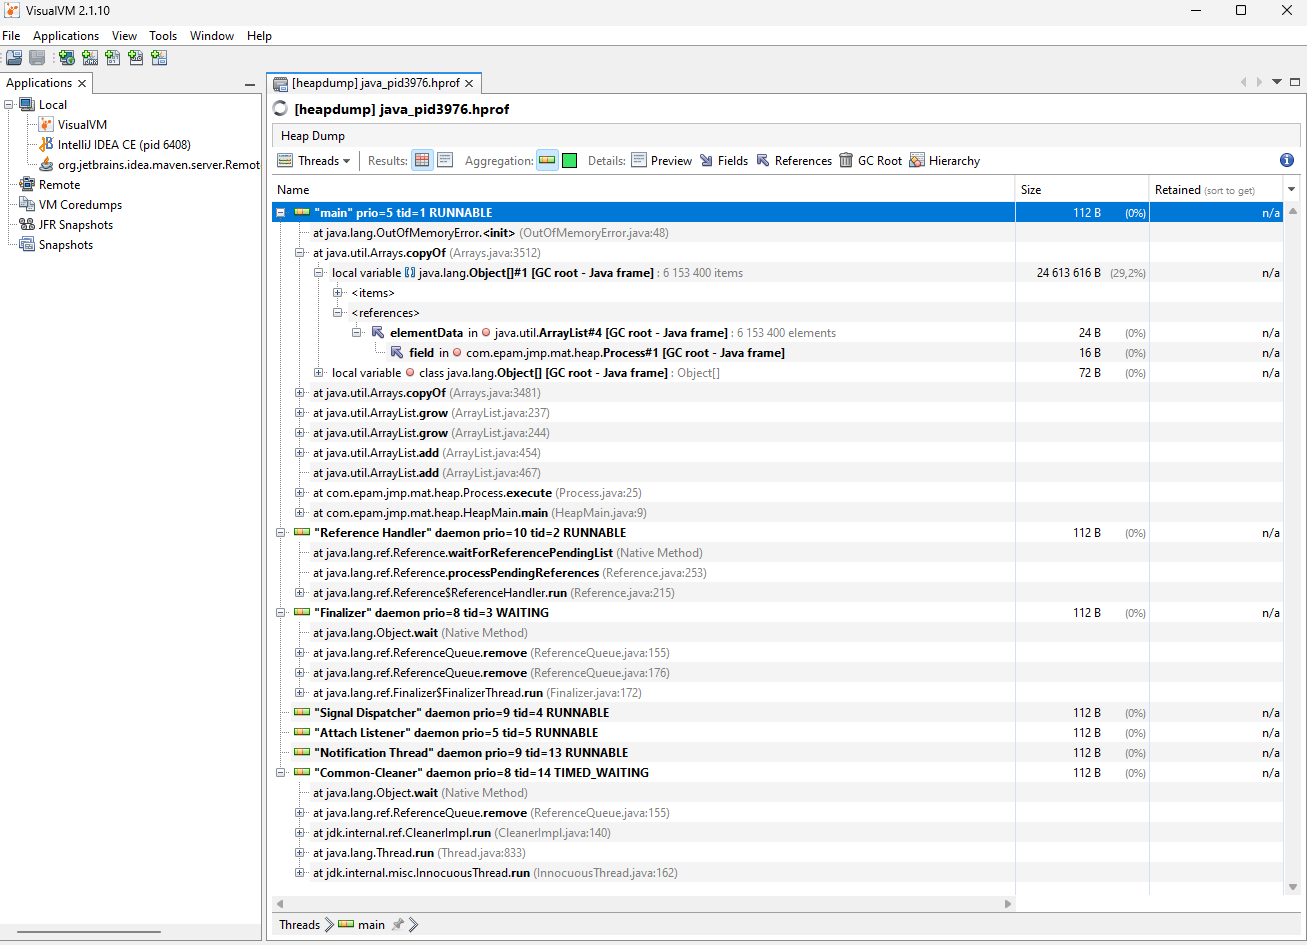 VisualVM 2.1.10
File Applications View Tools Window Help
Applications
Local
VisualVM
IntelliJ IDEA CE (pid 6408)
org.jetbrains.idea.maven.server.Remot
Remote
VM Coredumps
JFR Snapshots
Snapshots
[heapdump] java_pid3976.hprof
[heapdump] java_pid3976.hprof
Heap Dump
Threads Results: Aggregation: Details: Preview Fields References GC Root Hierarchy
Name Size Retained (sort to get)
"main" prio=5 tid=1 RUNNABLE 112 B (0%) n/a
at java.lang.OutOfMemoryError.<init> (OutOfMemoryError.java:48)
at java.util.Arrays.copyOf (Arrays.java:3512)
local variable java.lang.Object[]#1 [GC root - Java frame] : 6 153 400 items 24 613 616 B (29,2%) n/a
<items>
<references>
elementData in java.util.ArrayList#4 [GC root - Java frame] : 6 153 400 elements 24 B (0%) n/a
field in com.epam.jmp.mat.heap.Process#1 [GC root - Java frame] 16 B (0%) n/a
local variable class java.lang.Object[] [GC root - Java frame] : Object[] 72 B (0%) n/a
at java.util.Arrays.copyOf (Arrays.java:3481)
at java.util.ArrayList.grow (ArrayList.java:237)
at java.util.ArrayList.grow (ArrayList.java:244)
at java.util.ArrayList.add (ArrayList.java:454)
at java.util.ArrayList.add (ArrayList.java:467)
at com.epam.jmp.mat.heap.Process.execute (Process.java:25)
at com.epam.jmp.mat.heap.HeapMain.main (HeapMain.java:9)
"Reference Handler" daemon prio=10 tid=2 RUNNABLE 112 B (0%) n/a
at java.lang.ref.Reference.waitForReferencePendingList (Native Method)
at java.lang.ref.Reference.processPendingReferences (Reference.java:253)
at java.lang.ref.Reference$ReferenceHandler.run (Reference.java:215)
"Finalizer" daemon prio=8 tid=3 WAITING 112 B (0%) n/a
at java.lang.Object.wait (Native Method)
at java.lang.ref.ReferenceQueue.remove (ReferenceQueue.java:155)
at java.lang.ref.ReferenceQueue.remove (ReferenceQueue.java:176)
at java.lang.ref.Finalizer$FinalizerThread.run (Finalizer.java:172)
"Signal Dispatcher" daemon prio=9 tid=4 RUNNABLE 112 B (0%) n/a
"Attach Listener" daemon prio=5 tid=5 RUNNABLE 112 B (0%) n/a
"Notification Thread" daemon prio=9 tid=13 RUNNABLE 112 B (0%) n/a
"Common-Cleaner" daemon prio=8 tid=14 TIMED_WAITING 112 B (0%) n/a
at java.lang.Object.wait (Native Method)
at java.lang.ref.ReferenceQueue.remove (ReferenceQueue.java:155)
at jdk.internal.ref.CleanerImpl.run (CleanerImpl.java:140)
at java.lang.Thread.run (Thread.java:833)
at jdk.internal.misc.InnocuousThread.run (InnocuousThread.java:162)
Threads main